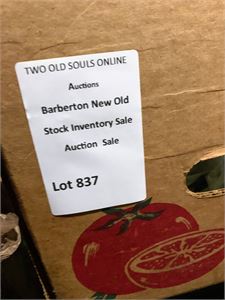 TWO OLD SOULS ONLINE
Auctions
Barberton New Old
Stock Inventory Sale
Auction Sale
Lot 837